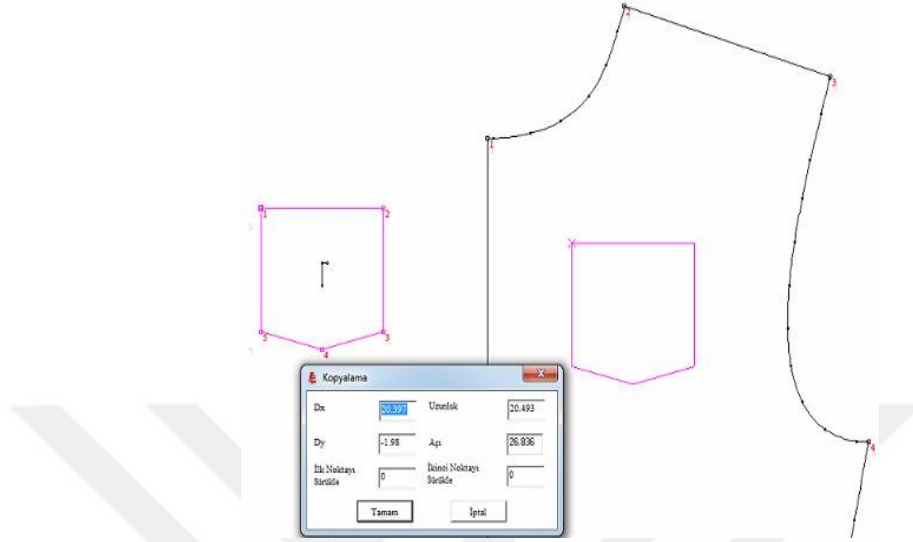 2
3
1
1
2
5
3
4
Kopyalama
Dx 20.397 Uzunluk 20.493
Dy -1.98 Açı 26.836
İlk Noktayı Sürükle 0 İkinci Noktayı Sürükle 0
Tamam İptal
4